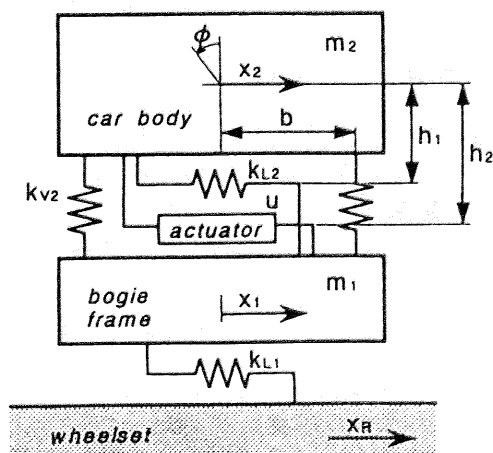 ϕ
m2
x2
car body
b
h1
h2
kL2
kV2
u
actuator
m1
bogie
frame
x1
kL1
wheelset
xR